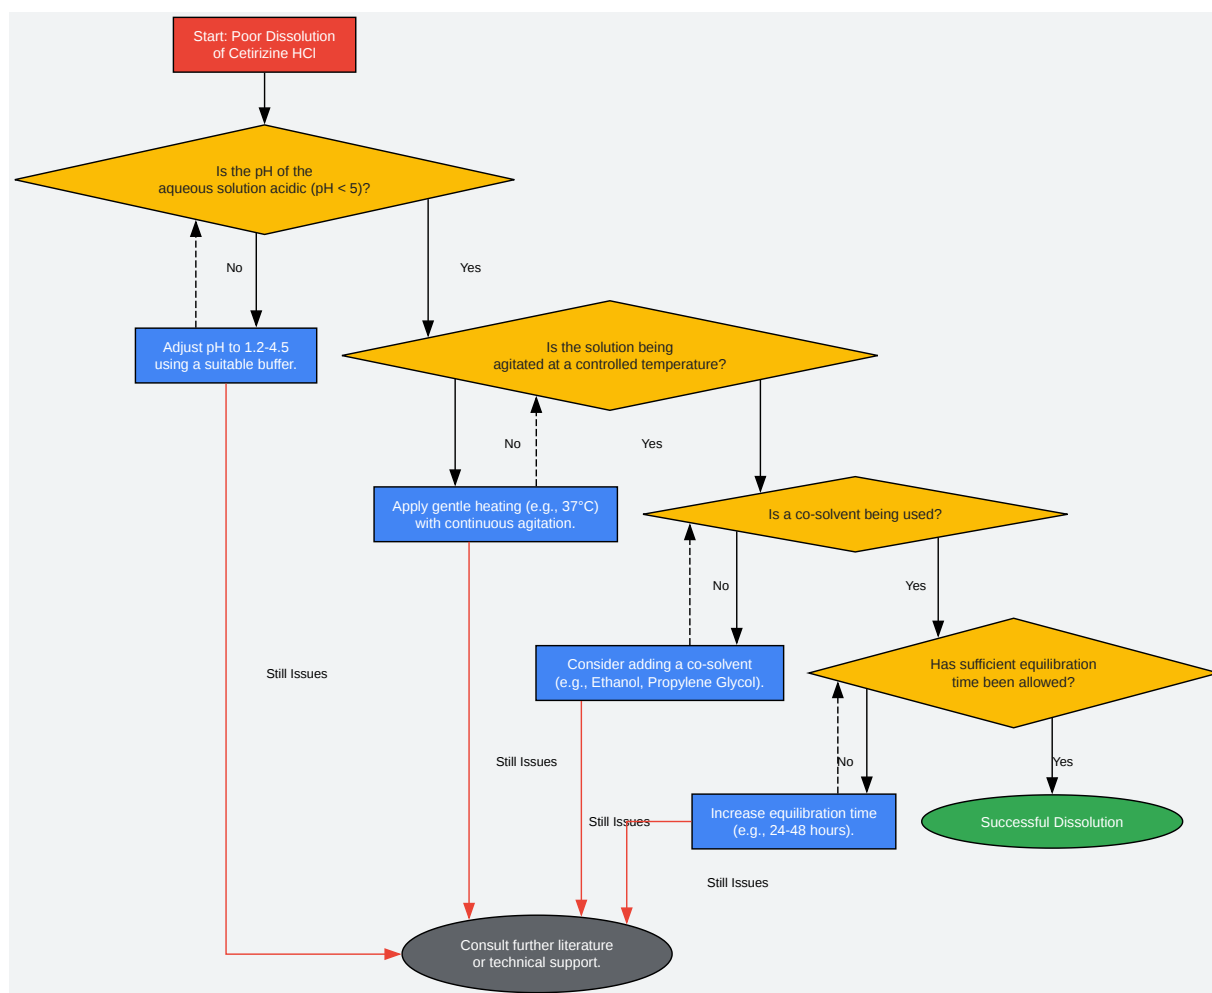 Start: Poor Dissolution
of Cetirizine HCl
Is the pH of the
aqueous solution acidic (pH < 5)?
No
Yes
Adjust pH to 1.2-4.5
using a suitable buffer.
Is the solution being
agitated at a controlled temperature?
No
Yes
Apply gentle heating (e.g., 37°C)
with continuous agitation.
Is a co-solvent being used?
No
Yes
Consider adding a co-solvent
(e.g., Ethanol, Propylene Glycol).
Has sufficient equilibration
time been allowed?
Still Issues
Still Issues
No
Yes
Still Issues
Increase equilibration time
(e.g., 24-48 hours).
Successful Dissolution
Still Issues
Consult further literature
or technical support.